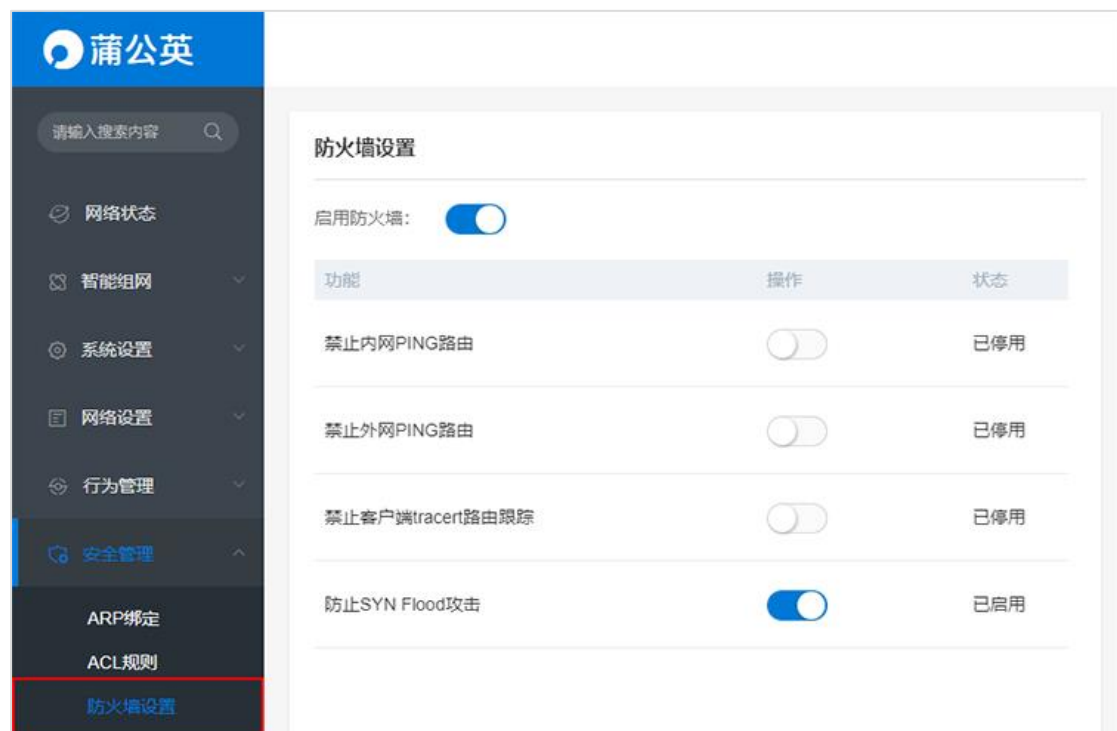 蒲公英
请输入搜索内容
网络状态
智能组网
系统设置
网络设置
行为管理
安全管理
ARP绑定
ACL规则
防火墙设置
防火墙设置
启用防火墙：
功能 操作 状态
禁止内网PING路由 已停用
禁止外网PING路由 已停用
禁止客户端tracert路由跟踪 已停用
防止SYN Flood攻击 已启用